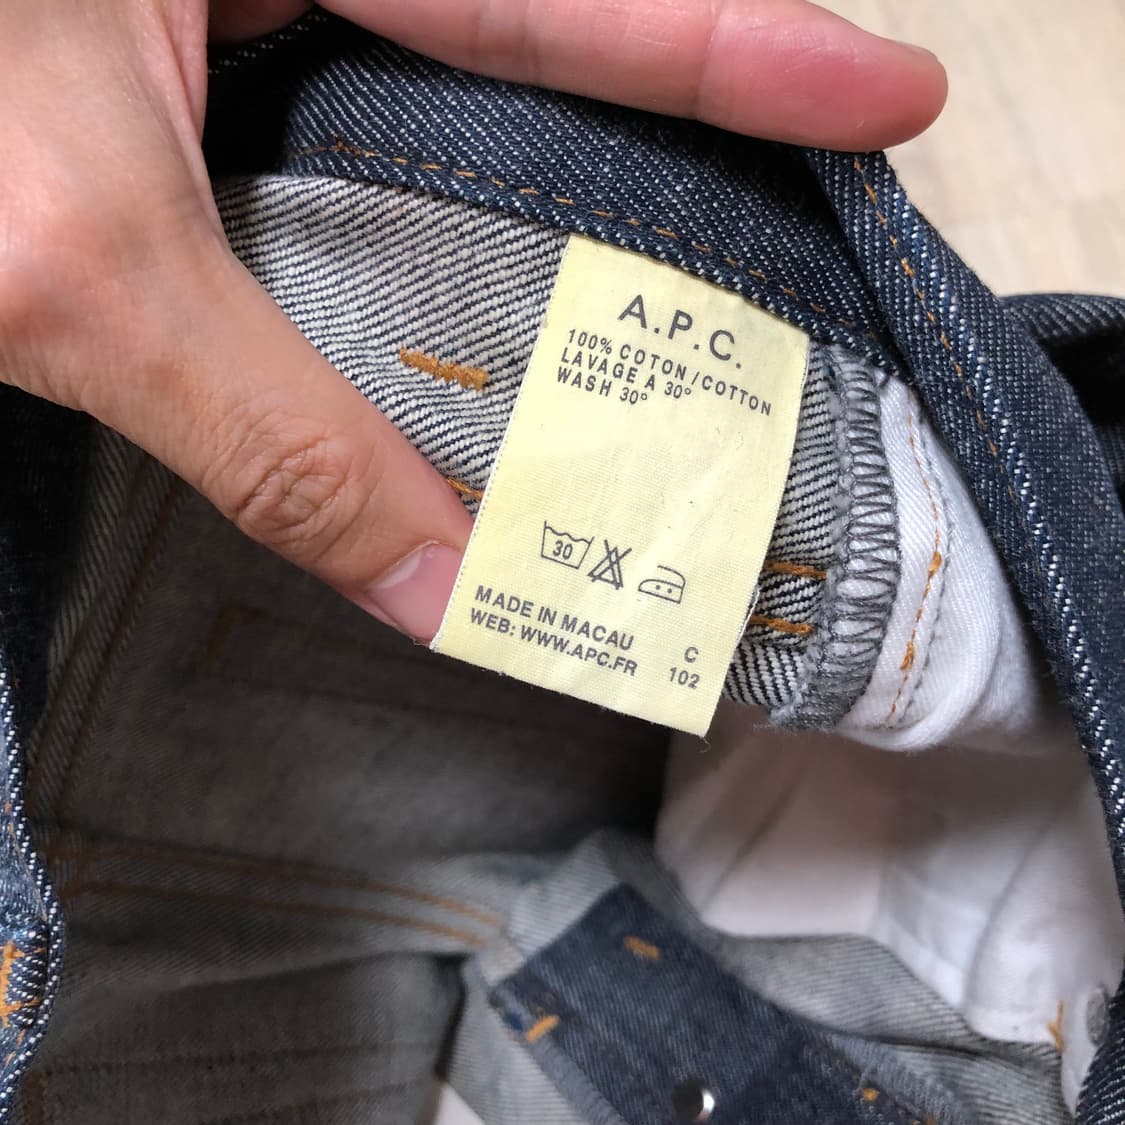 A.P.C.
100% COTON/COTTON
LAVAGE A 30°
WASH 30°
30
MADE IN MACAU
WEB: WWW.APC.FR
C
102